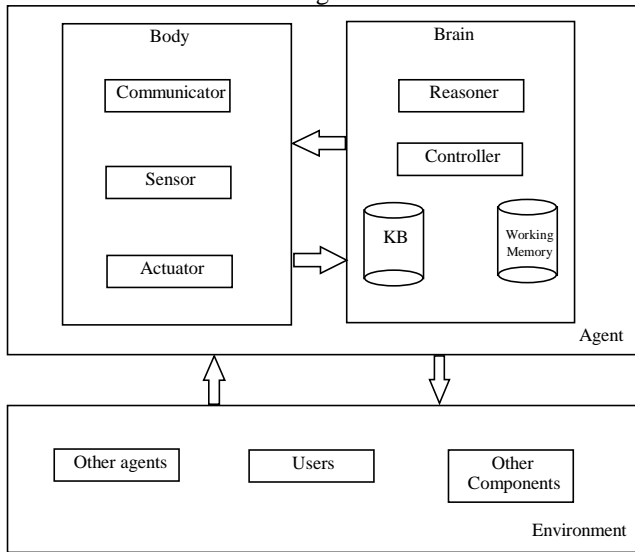 Body
Brain
Communicator
Reasoner
Controller
Sensor
KB
Working
Memory
Actuator
Agent
Other agents
Users
Other
Components
Environment